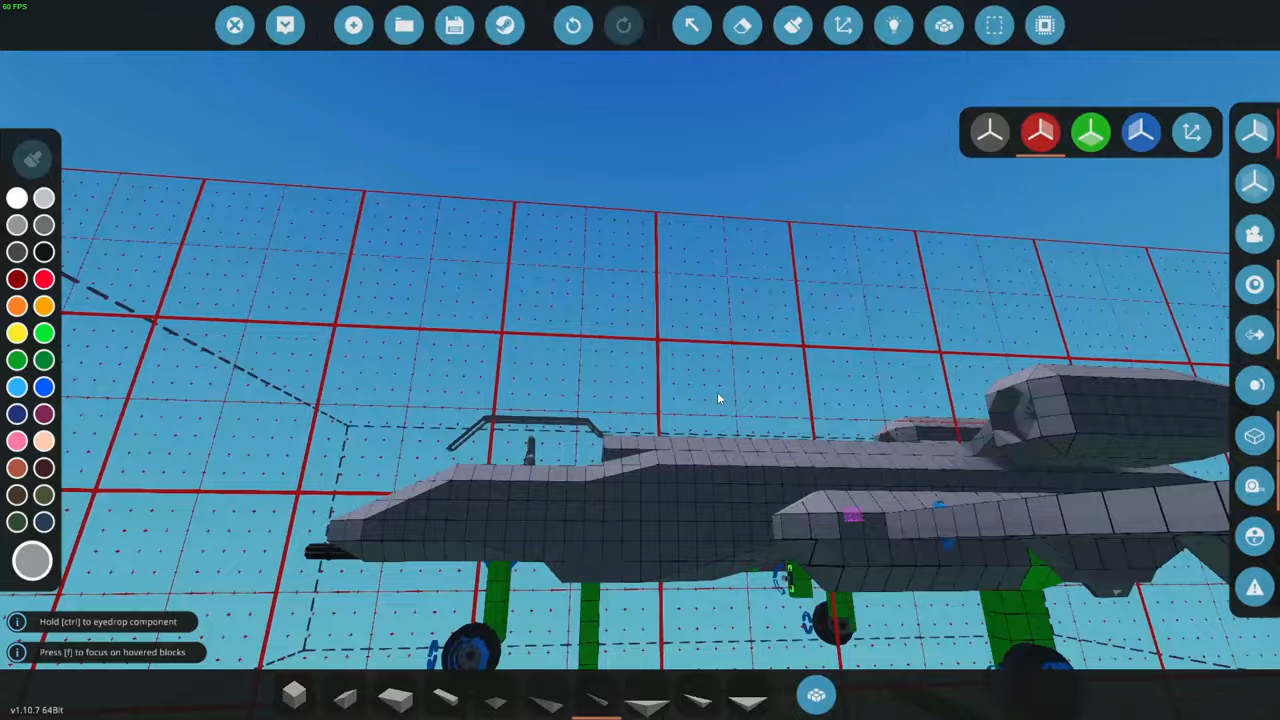 60 FPS
Hold [ctrl] to eyedrop component
Press [f] to focus on hovered blocks
v1.10.7 64Bit